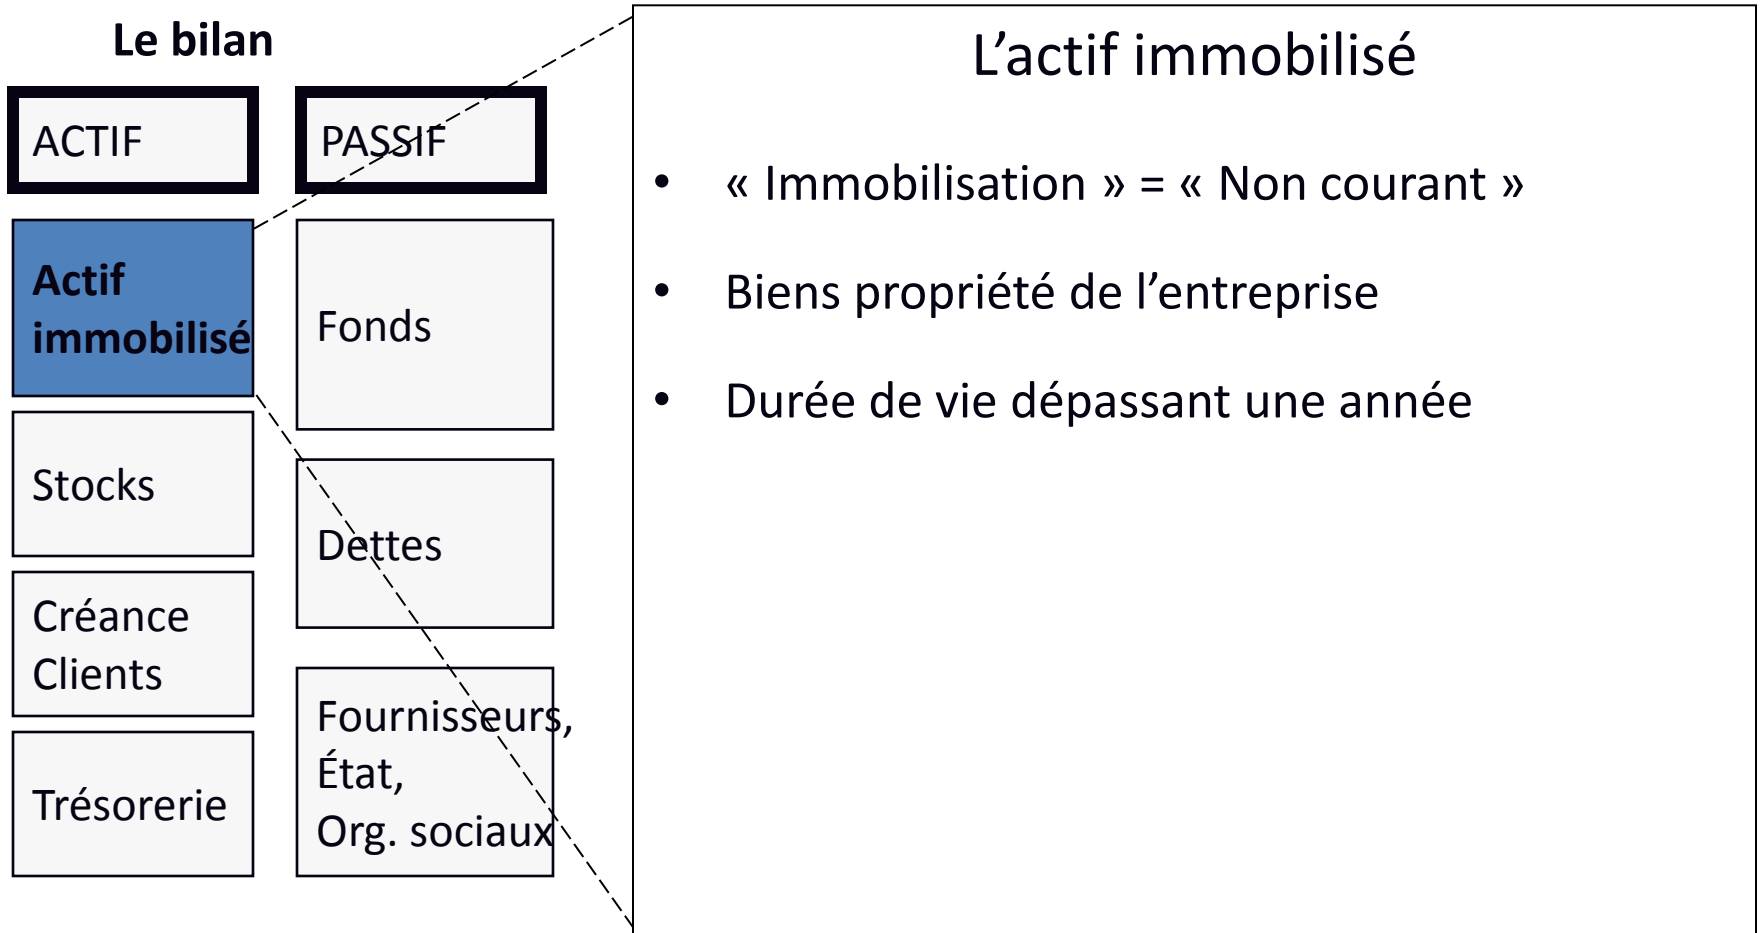 Le bilan
ACTIF
PASSIF
Actif
immobilisé
Stocks
Créance
Clients
Trésorerie
Fonds
Dettes
Fournisseurs,
État,
Org. sociaux
L’actif immobilisé
• « Immobilisation » = « Non courant »
• Biens propriété de l’entreprise
• Durée de vie dépassant une année